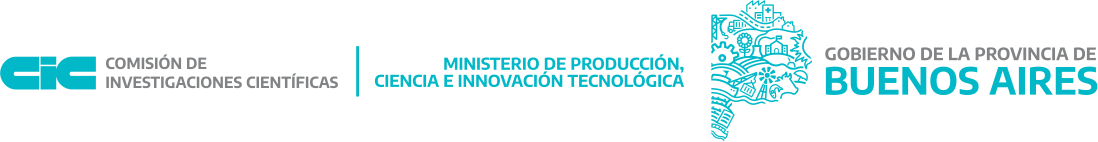 CIC
COMISIÓN DE
INVESTIGACIONES CIENTÍFICAS
MINISTERIO DE PRODUCCIÓN,
CIENCIA E INNOVACIÓN TECNOLÓGICA
GOBIERNO DE LA PROVINCIA DE
BUENOS AIRES